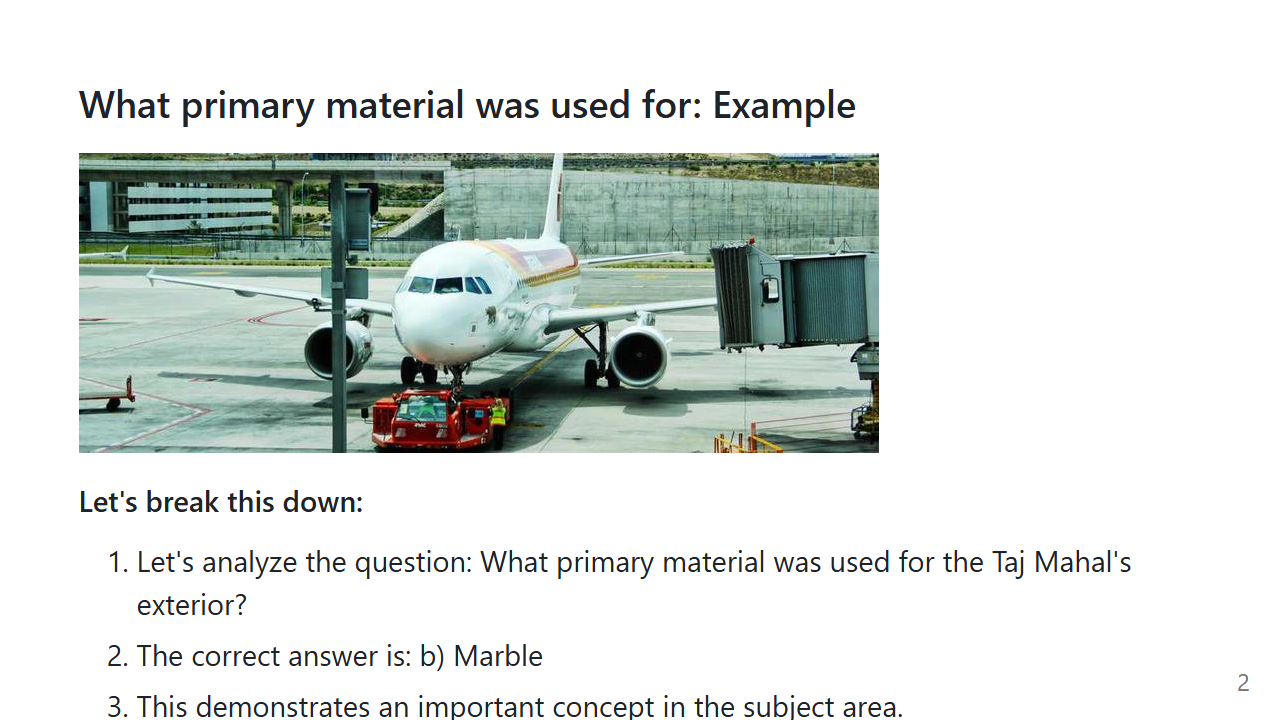 What primary material was used for: Example
Let's break this down:
1. Let's analyze the question: What primary material was used for the Taj Mahal's
exterior?
2. The correct answer is: b) Marble
3. This demonstrates an important concept in the subject area.
2